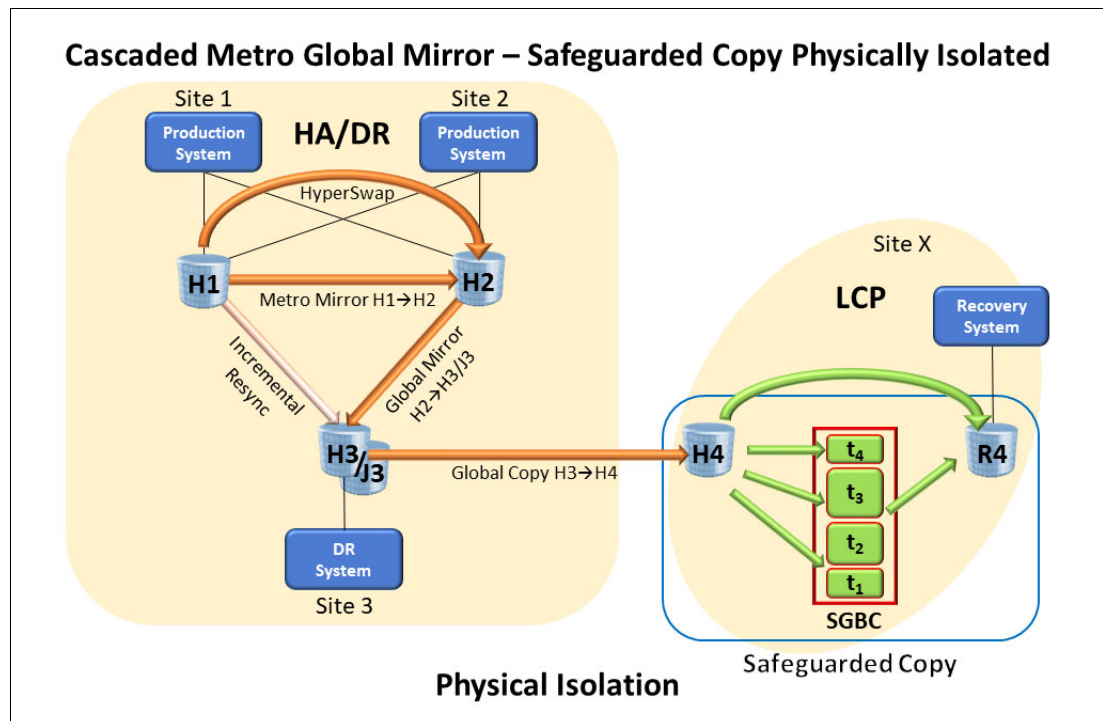 Cascaded Metro Global Mirror – Safeguarded Copy Physically Isolated
Site 1
Site 2
Production
System
HA/DR
Production
System
HyperSwap
H1
H2
Metro Mirror H1→H2
Incremental
Resync
Global Mirror
H2→H3/J3
H3
/J3
Global Copy H3→H4
DR
System
Site 3
Site X
LCP
Recovery
System
H4
t4
t3
t2
t1
R4
SGBC
Safeguarded Copy
Physical Isolation